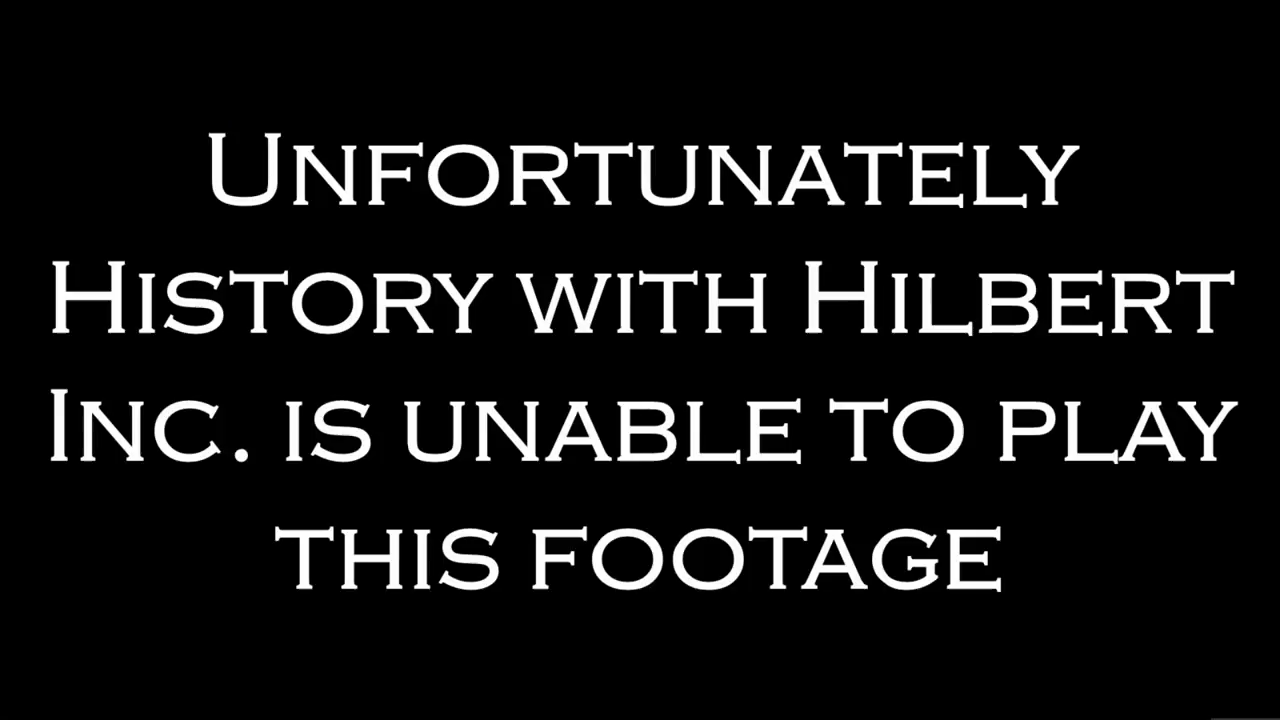 Unfortunately
History with Hilbert
Inc. is unable to play
this footage